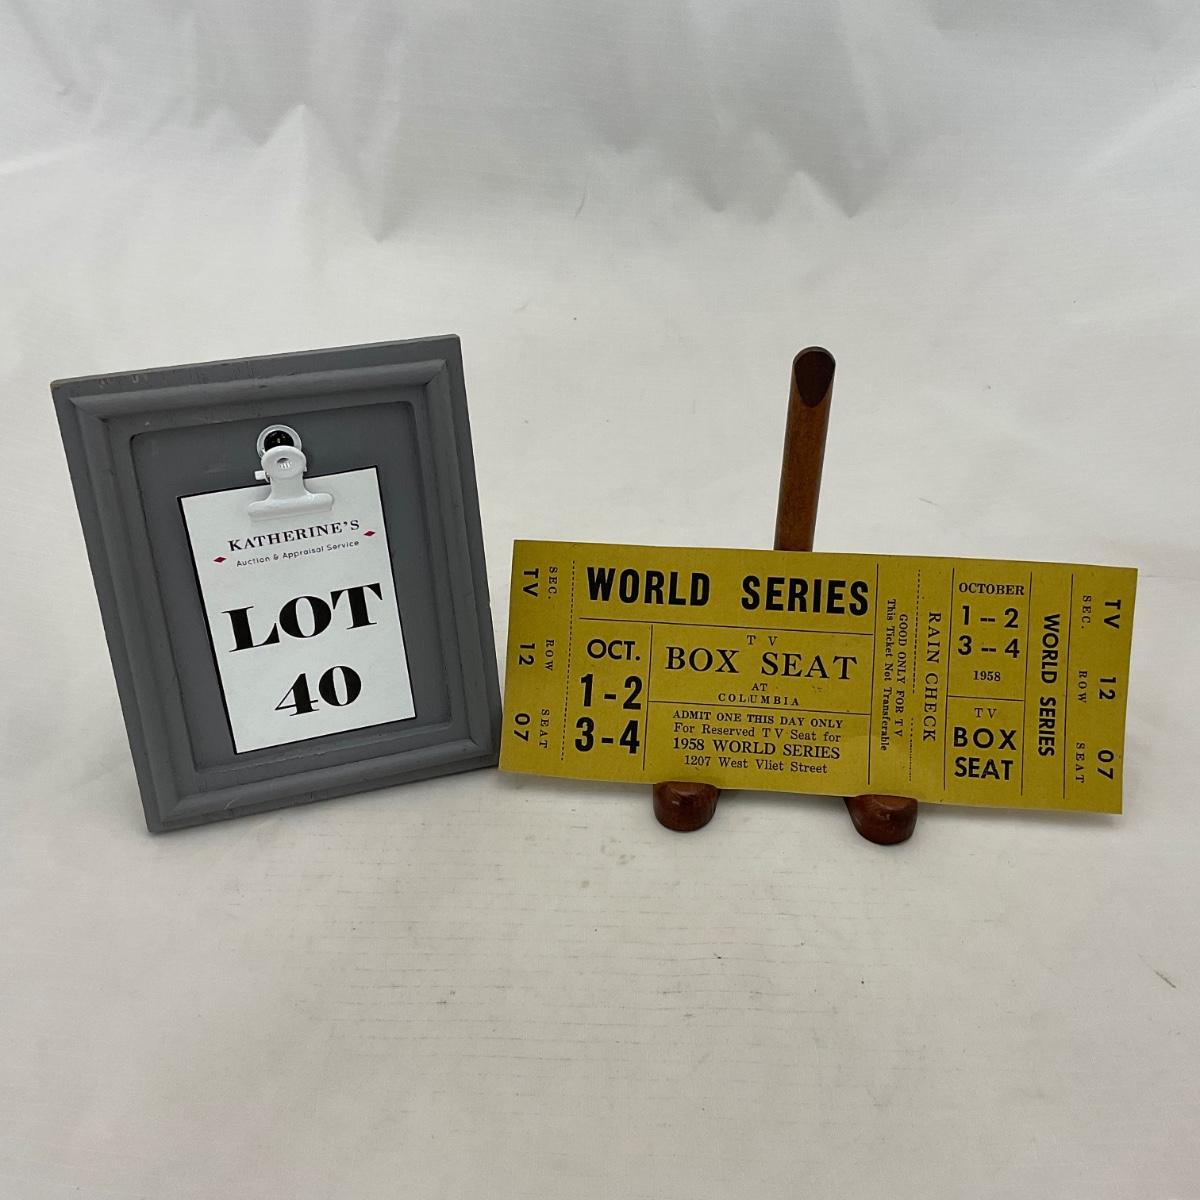 KATHERINE'S
Auction & Appraisal Service
LOT
40
SEC. ROW SEAT
TV 12 07
WORLD SERIES
OCT.
1-2
3-4
TV
BOX SEAT
AT
COLUMBIA
ADMIT ONE THIS DAY ONLY
For Reserved TV Seat for
1958 WORLD SERIES
1207 West Vliet Street
GOOD ONLY FOR TV
This Ticket Not Transferable
RAIN CHECK
OCTOBER
1--2
3--4
1958
TV
BOX
SEAT
WORLD SERIES
TV 12 07
SEC. ROW SEAT